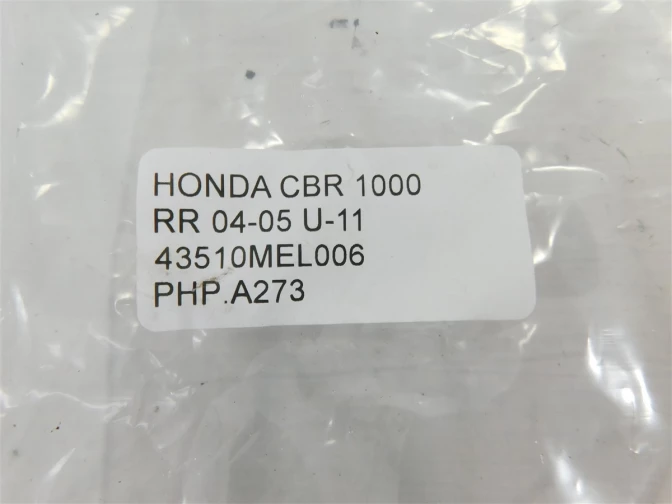 HONDA CBR 1000
RR 04-05 U-11
43510MEL006
PHP.A273